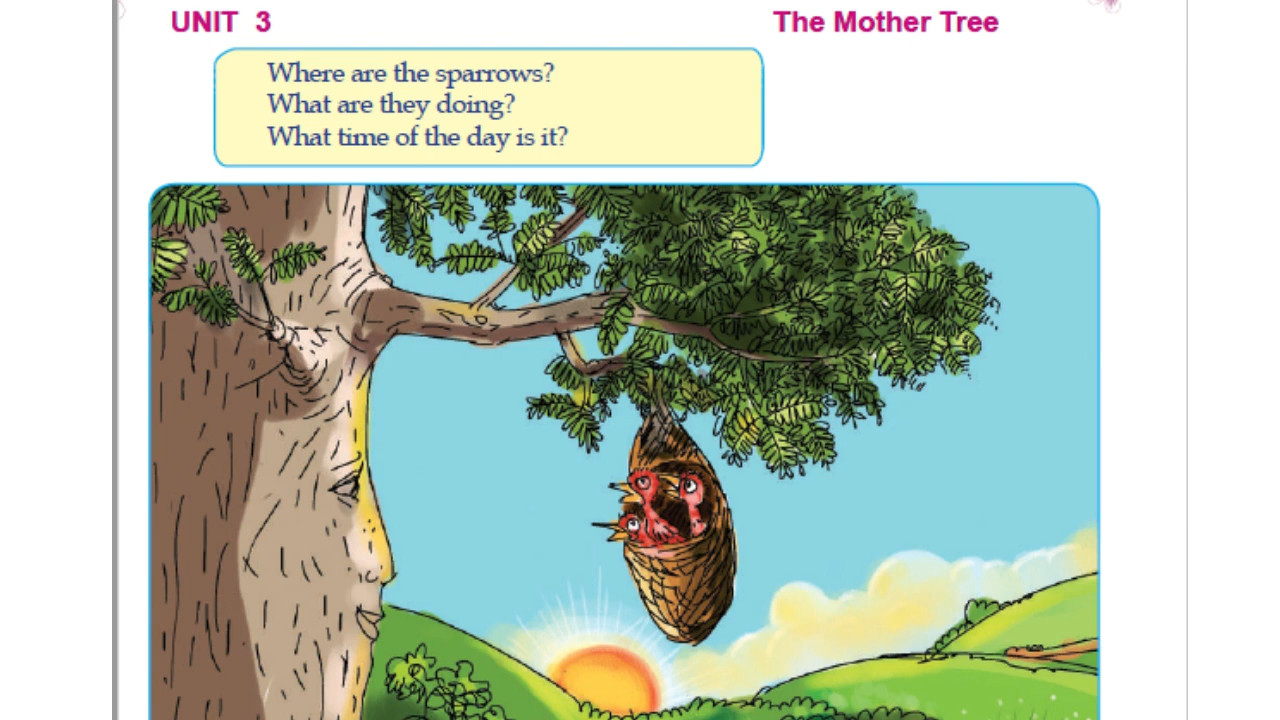 UNIT 3
The Mother Tree
Where are the sparrows?
What are they doing?
What time of the day is it?